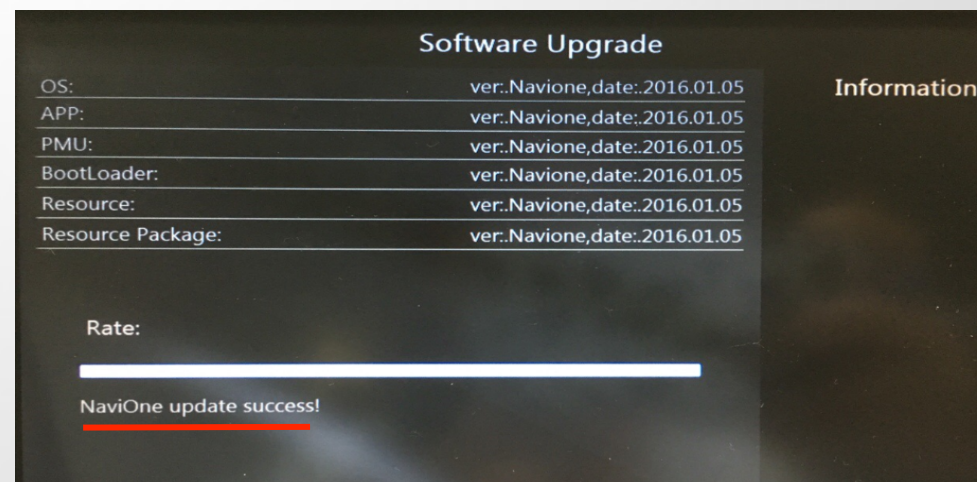 Software Upgrade
OS: ver:.Navione,date:.2016.01.05
Information
APP: ver:.Navione,date:.2016.01.05
PMU: ver:.Navione,date:.2016.01.05
BootLoader: ver:.Navione,date:.2016.01.05
Resource: ver:.Navione,date:.2016.01.05
Resource Package: ver:.Navione,date:.2016.01.05
Rate:
NaviOne update success!